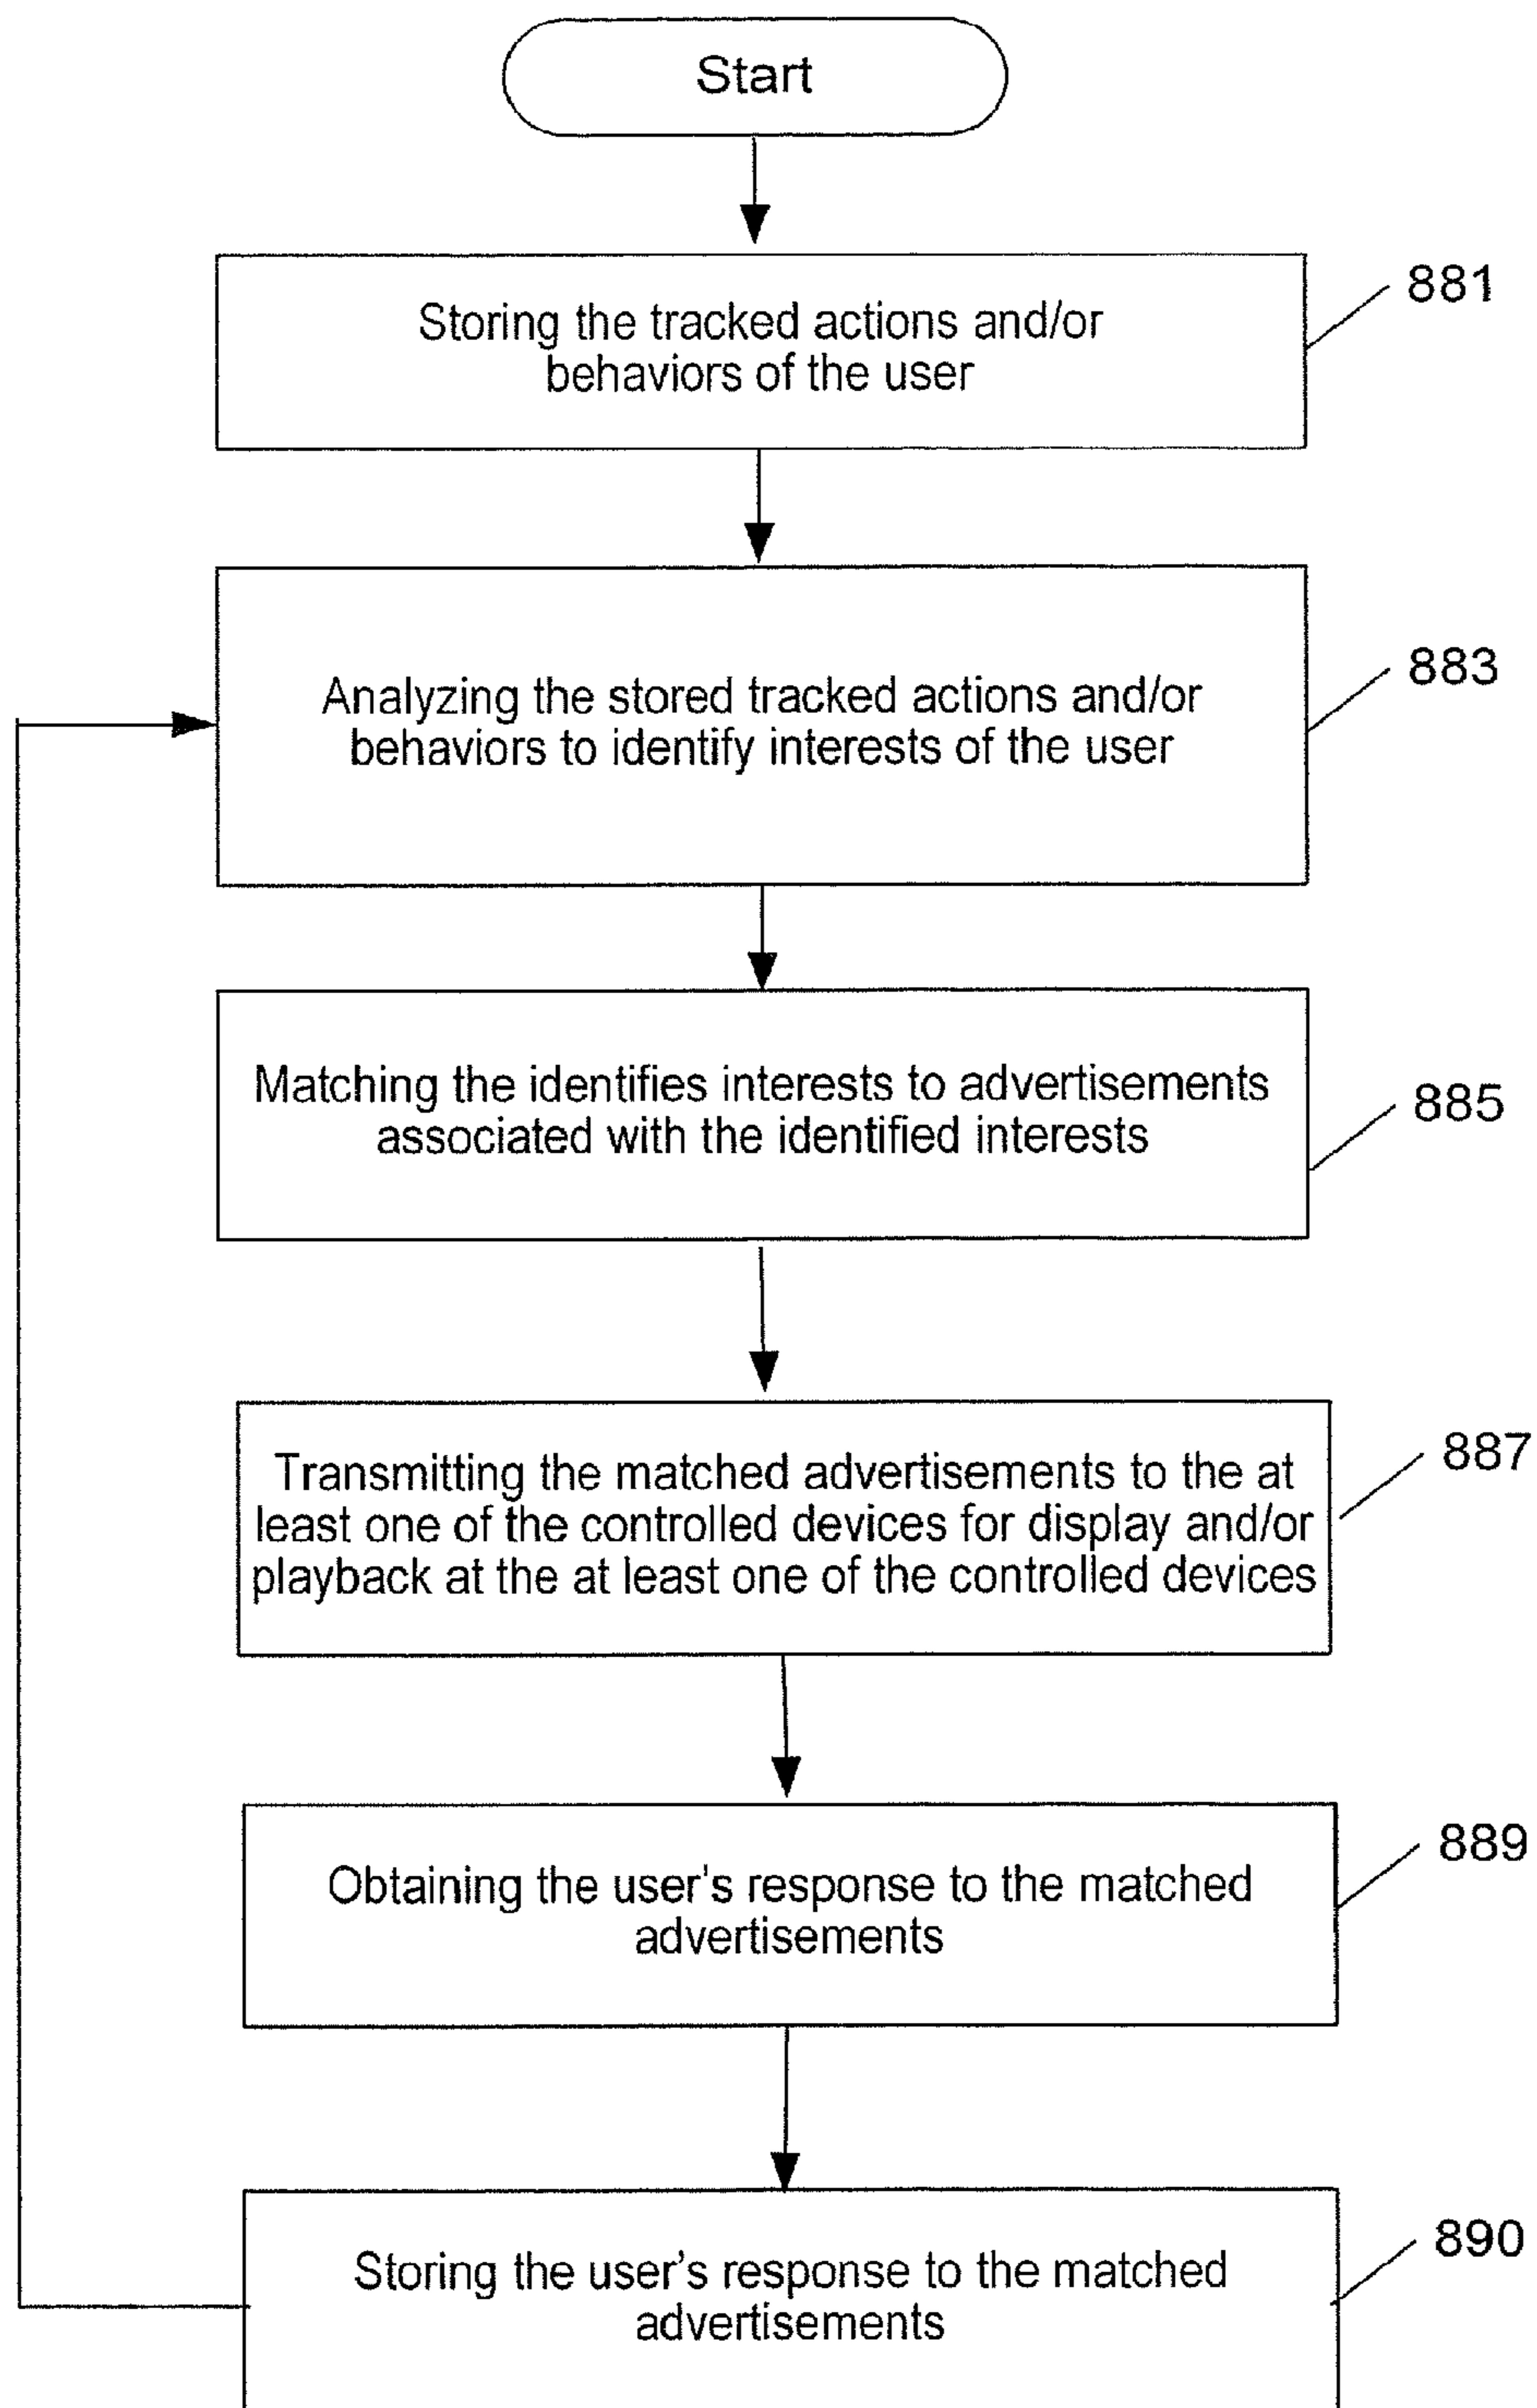 Start
881
Storing the tracked actions and/or
behaviors of the user
883
Analyzing the stored tracked actions and/or
behaviors to identify interests of the user
885
Matching the identifies interests to advertisements
associated with the identified interests
887
Transmitting the matched advertisements to the at
least one of the controlled devices for display and/or
playback at the at least one of the controlled devices
889
Obtaining the user's response to the matched
advertisements
890
Storing the user's response to the matched
advertisements